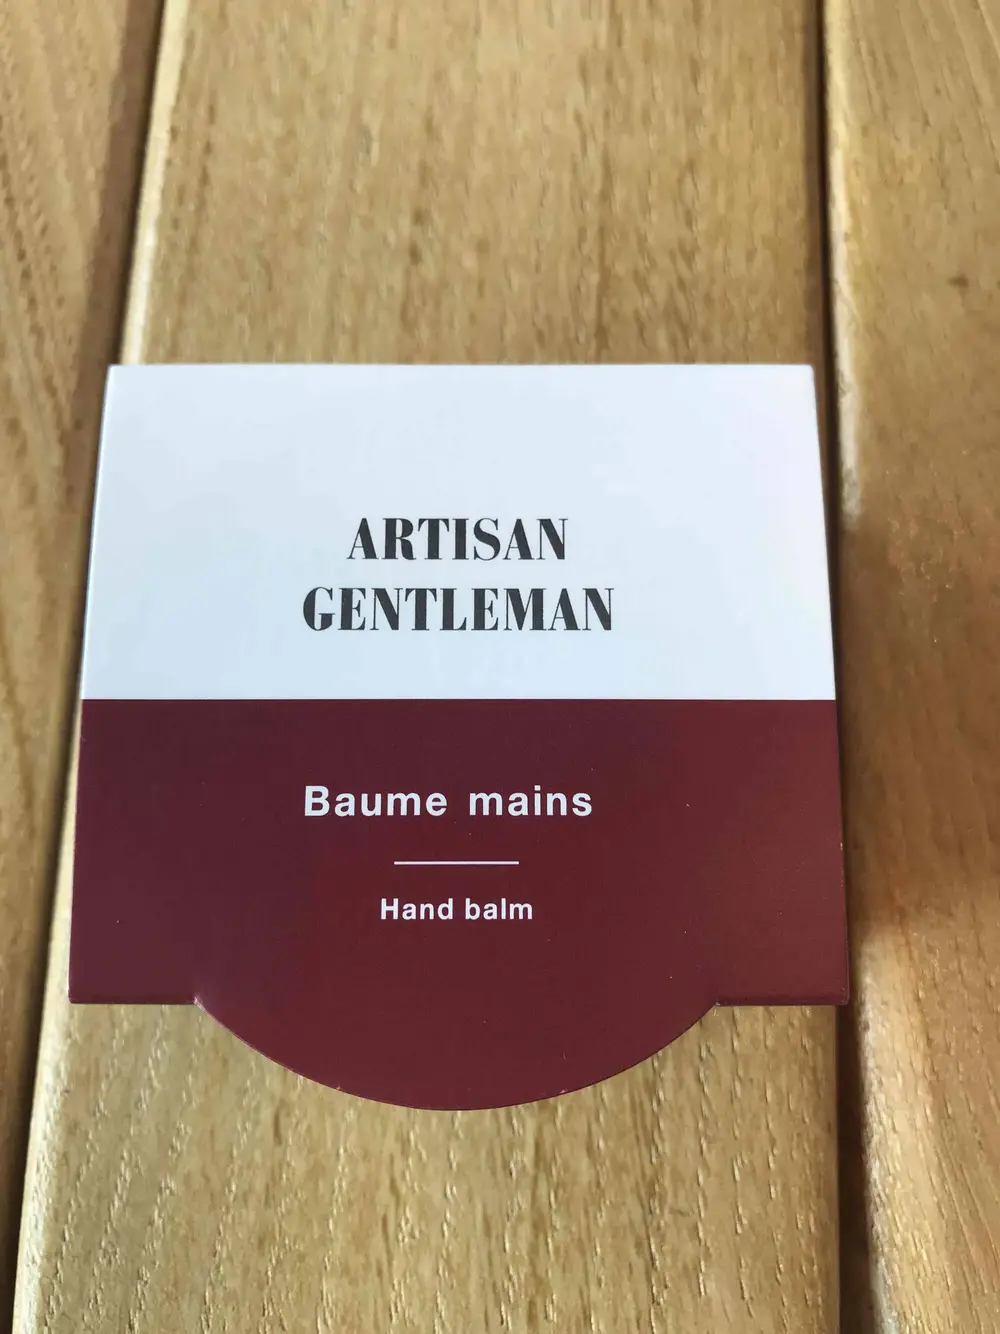 ARTISAN
GENTLEMAN
Baume mains
Hand balm